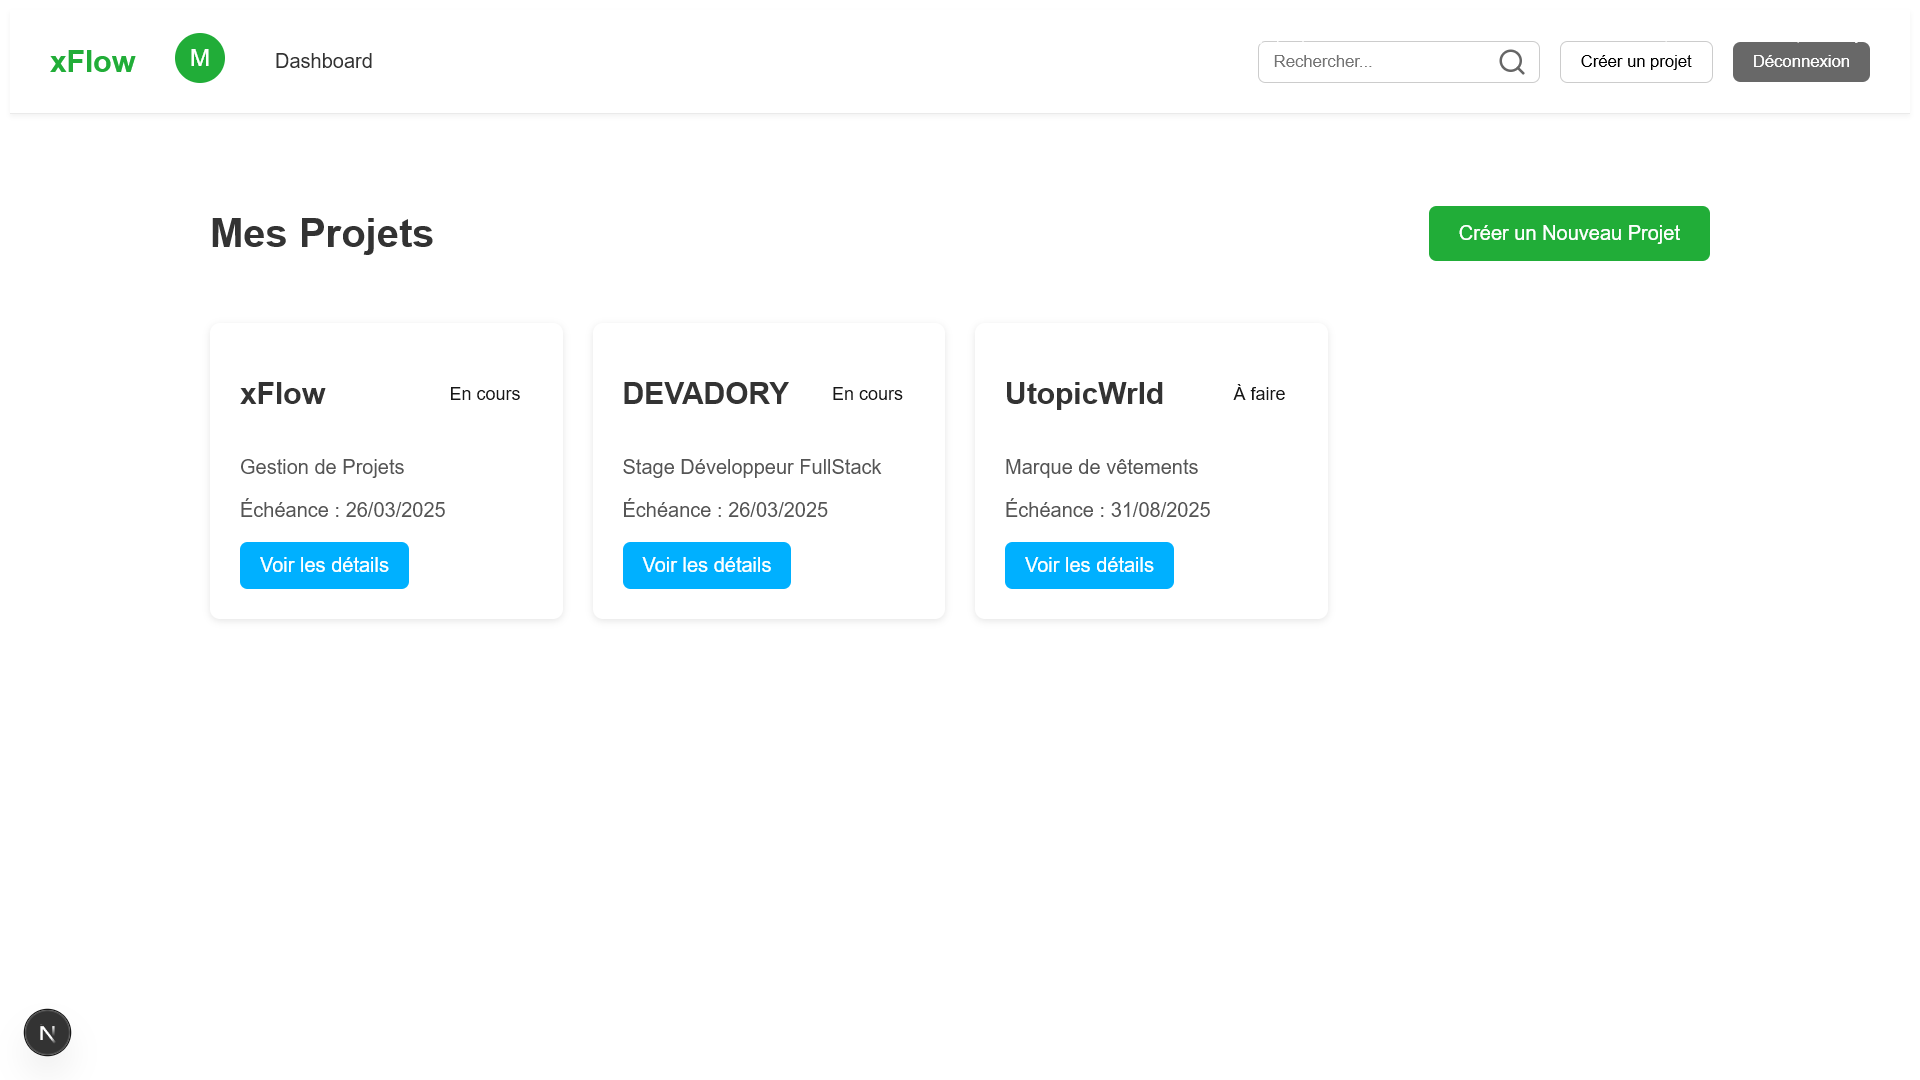 xFlow M Dashboard Rechercher... Créer un projet Déconnexion
Mes Projets Créer un Nouveau Projet
xFlow En cours
Gestion de Projets
Échéance : 26/03/2025
Voir les détails
DEVADORY En cours
Stage Développeur FullStack
Échéance : 26/03/2025
Voir les détails
UtopicWrld À faire
Marque de vêtements
Échéance : 31/08/2025
Voir les détails
N